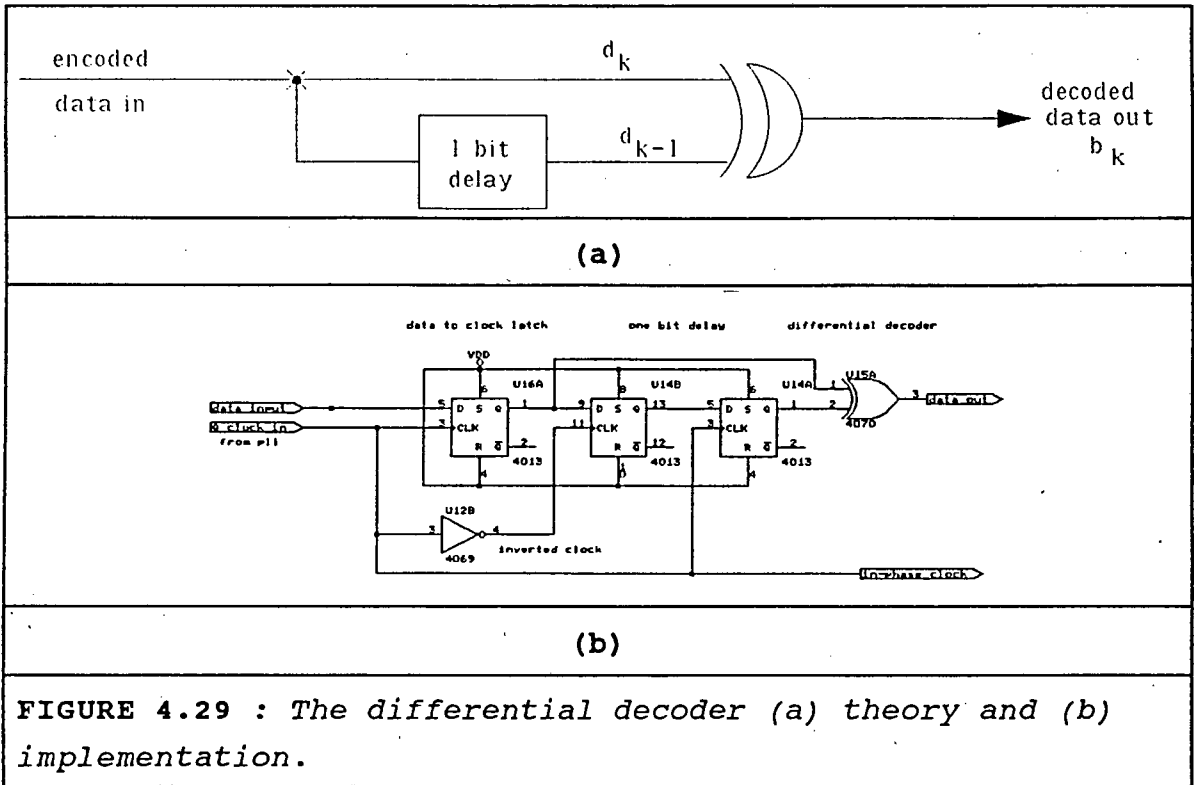 encoded
data in
d k
1 bit
delay
d k-1
decoded
data out
b k
(a)
data to clock latch
one bit delay
differential decoder
VDD
6 8 6
U16A U14B U14A U15A
data input
5 D S Q 1
9 D S Q 13
5 D S Q 1
1
2
3
data out
4070
3 CLK
11 CLK
3 CLK
from pll
R Q 2
R Q 12
R Q 2
4013 4013 4013
4 10 4
U12B
3 4
4069
inverted clock
in-phase clock
(b)
FIGURE 4.29 : The differential decoder (a) theory and (b)
implementation.